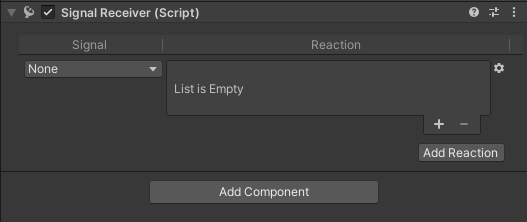 Signal Receiver (Script)
Signal Reaction
None
List is Empty
Add Reaction
Add Component